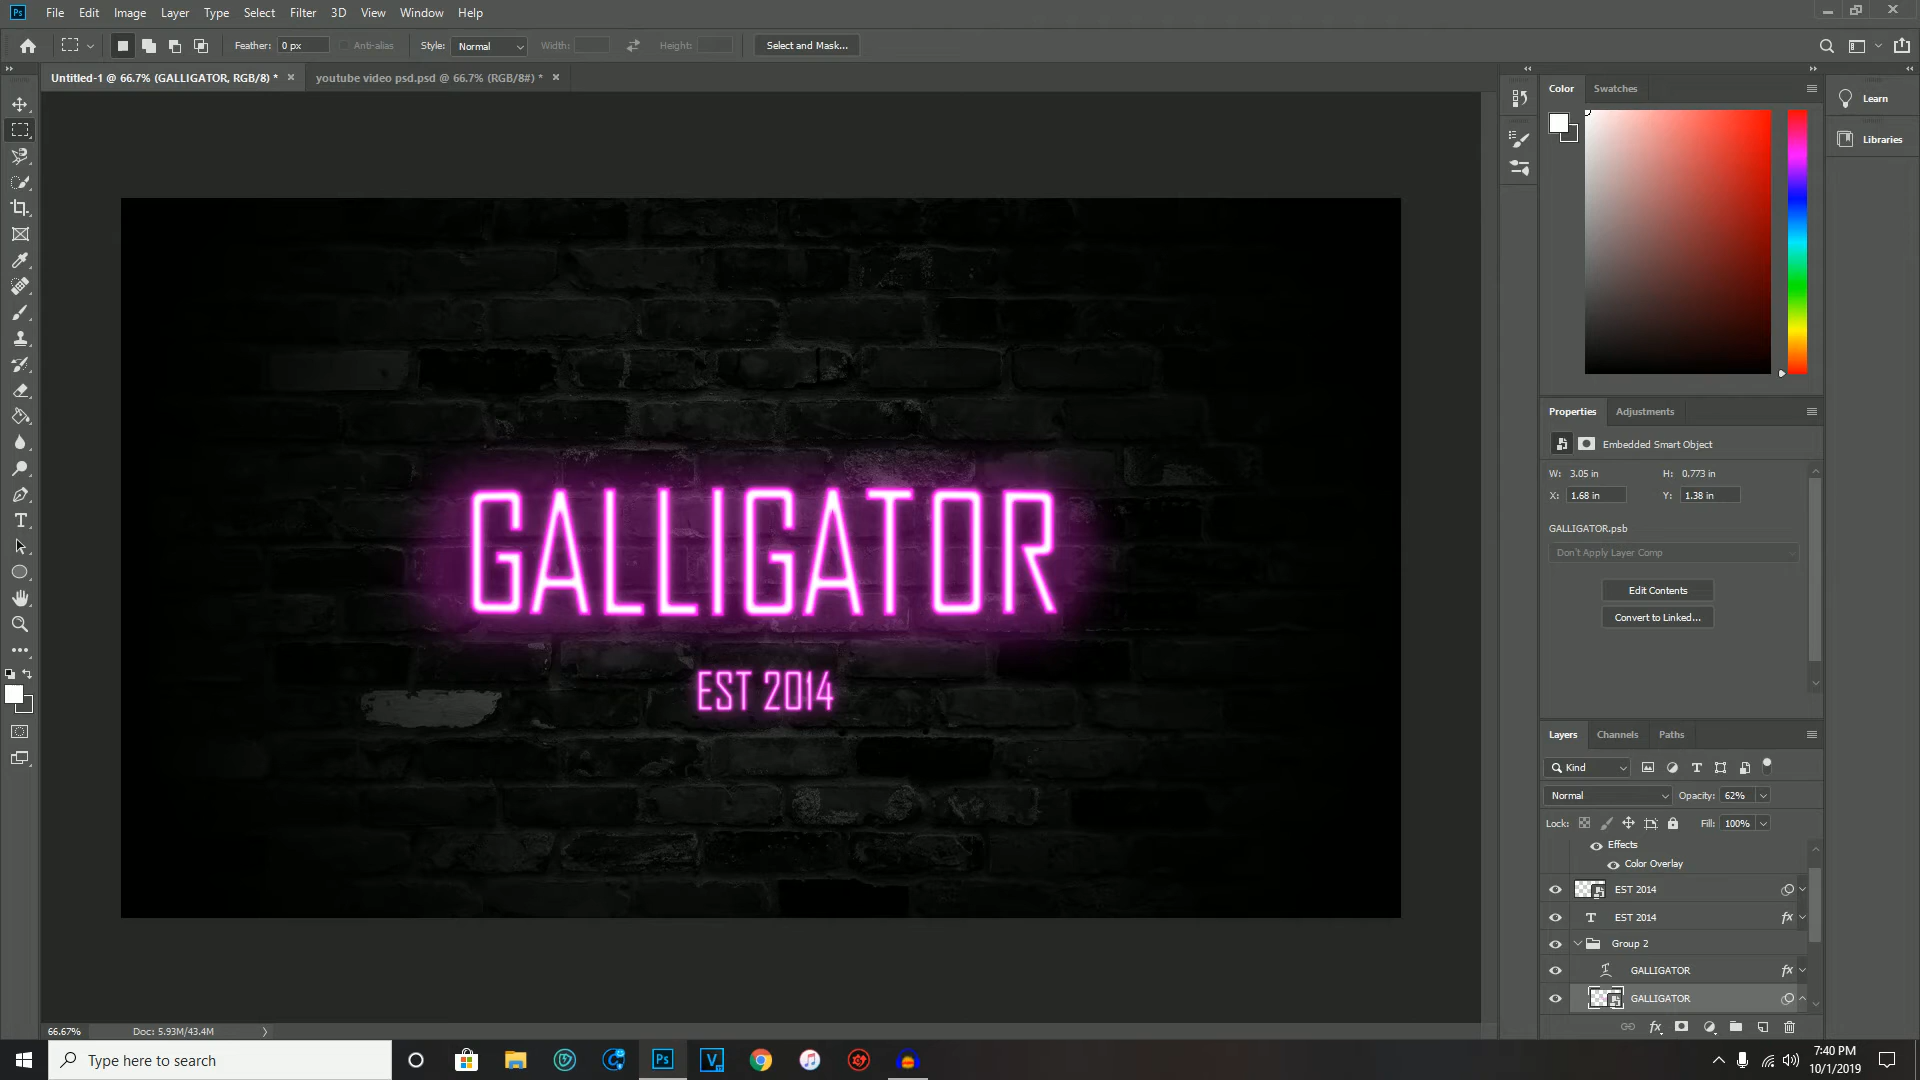 Ps File Edit Image Layer Type Select Filter 3D View Window Help
Feather: 0 px Anti-alias Style: Normal Width: Height: Select and Mask...
Untitled-1 @ 66.7% (GALLIGATOR, RGB/8) * × youtube video psd.psd @ 66.7% (RGB/8#) * ×
Color Swatches
Learn
Libraries
GALLIGATOR
EST 2014
Properties Adjustments
Embedded Smart Object
W: 3.05 in H: 0.773 in
X: 1.68 in Y: 1.38 in
GALLIGATOR.psb
Don't Apply Layer Comp
Edit Contents
Convert to Linked...
Layers Channels Paths
Kind
Normal Opacity: 62%
Lock: Fill: 100%
Effects
Color Overlay
EST 2014
T EST 2014 fx
Group 2
GALLIGATOR fx
GALLIGATOR
fx
66.67% Doc: 5.93M/43.4M
Type here to search
Ps V
7:40 PM
10/1/2019